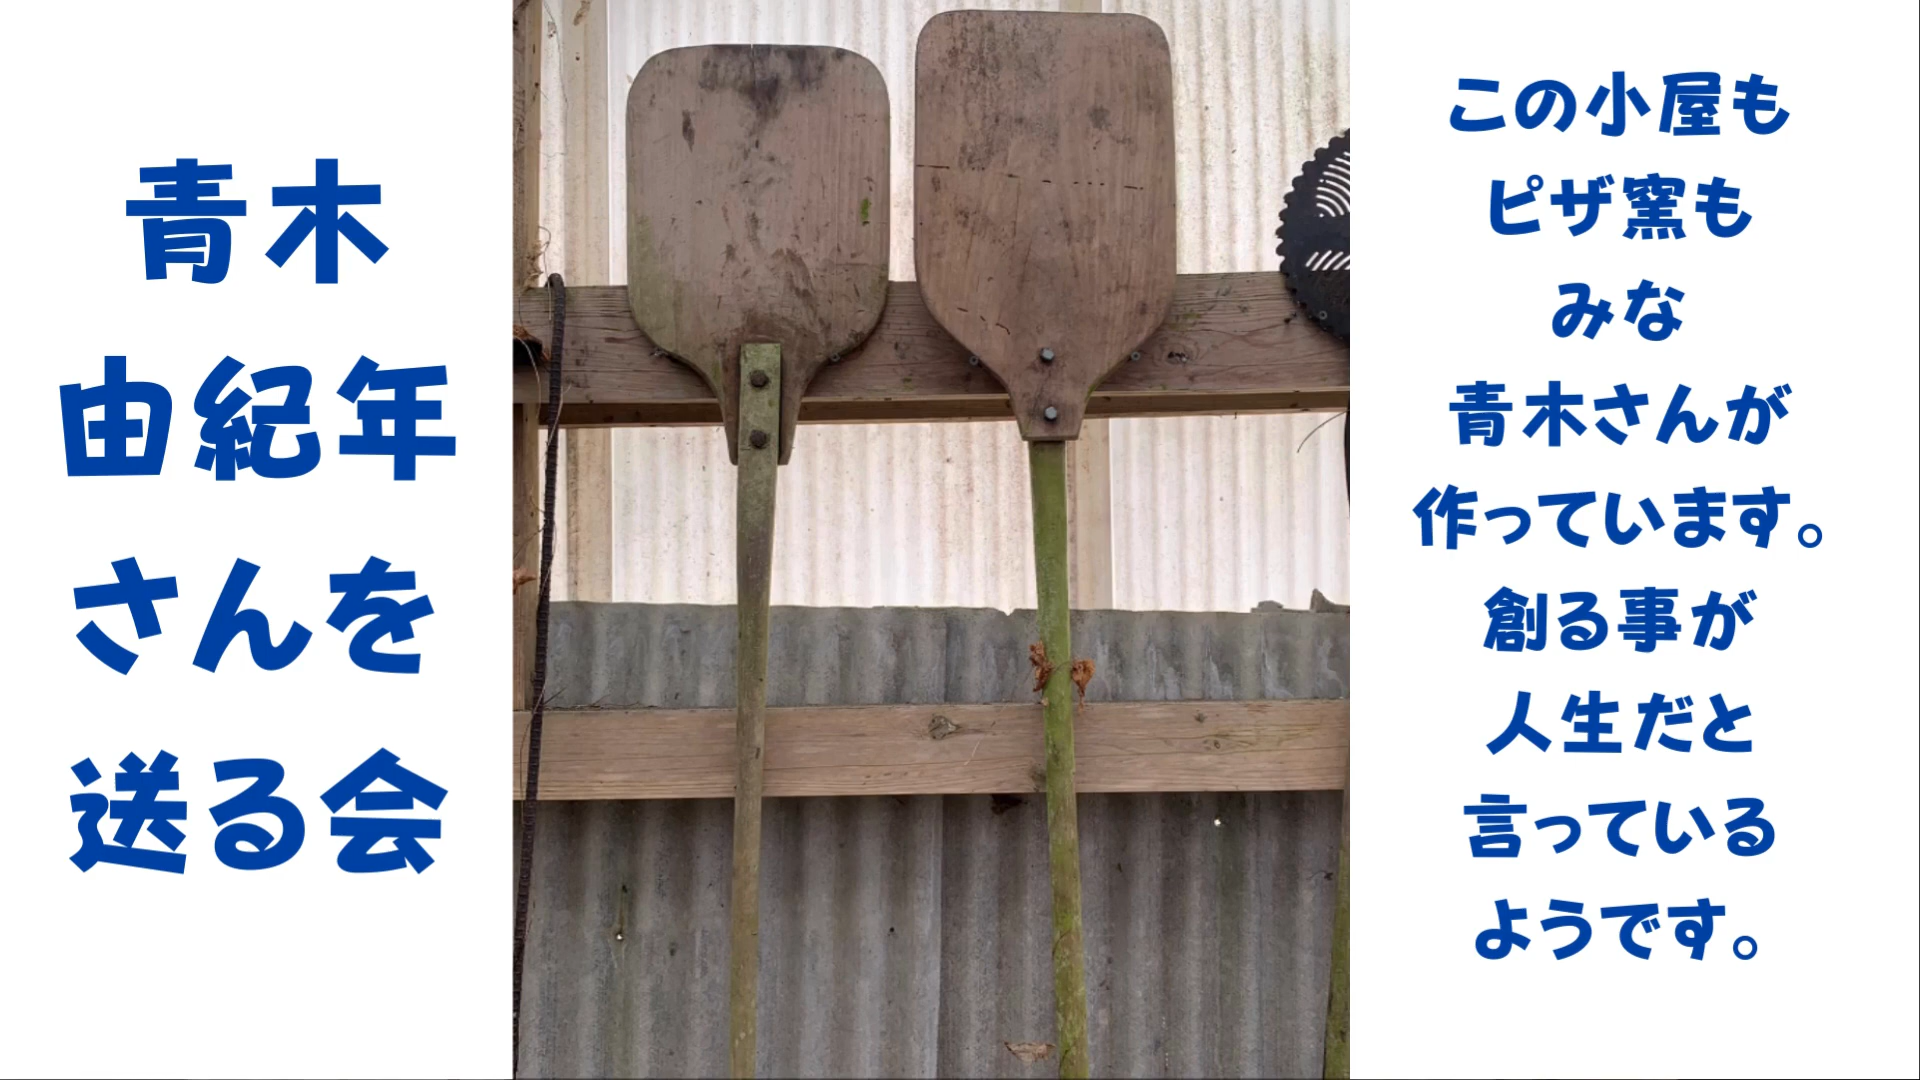 青木
由紀年
さんを
送る会
この小屋も
ピザ窯も
みな
青木さんが
作っています。
創る事が
人生だと
言っている
ようです。